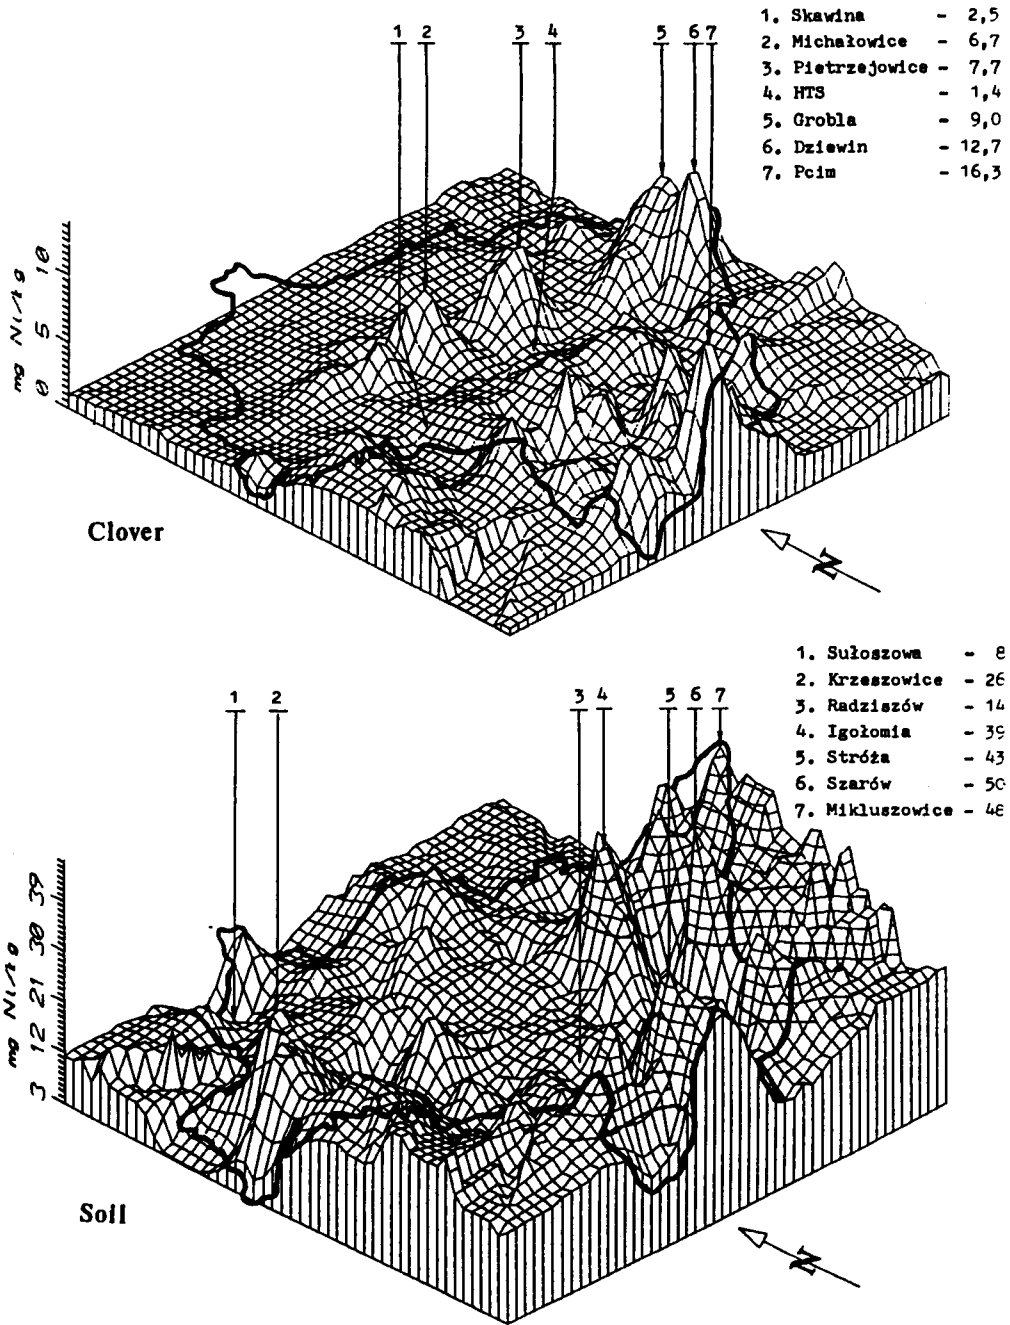 1 2 3 4 5 6 7
1. Skawina - 2,5
2. Michałowice - 6,7
3. Pietrzejowice - 7,7
4. HTS - 1,4
5. Grobla - 9,0
6. Dziewin - 12,7
7. Pcim - 16,3
mg Ni/kg
10
5
0
Clover
N
1 2 3 4 5 6 7
1. Sułoszowa - 8
2. Krzeszowice - 26
3. Radziszów - 14
4. Igołomia - 39
5. Stróża - 43
6. Szarów - 50
7. Mikluszowice - 48
mg Ni/kg
39
30
21
12
3
Soil
N